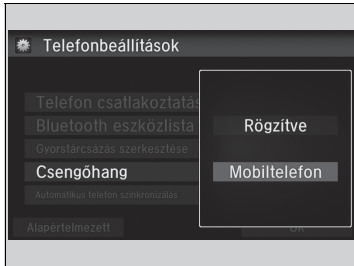 Telefonbeállítások
Telefon csatlakoztatás
Bluetooth eszközlista
Rögzítve
Gyorstárcsázás szerkesztése
Csengőhang
Mobiltelefon
Automatikus telefon szinkronizálás
Alapértelmezett
OK